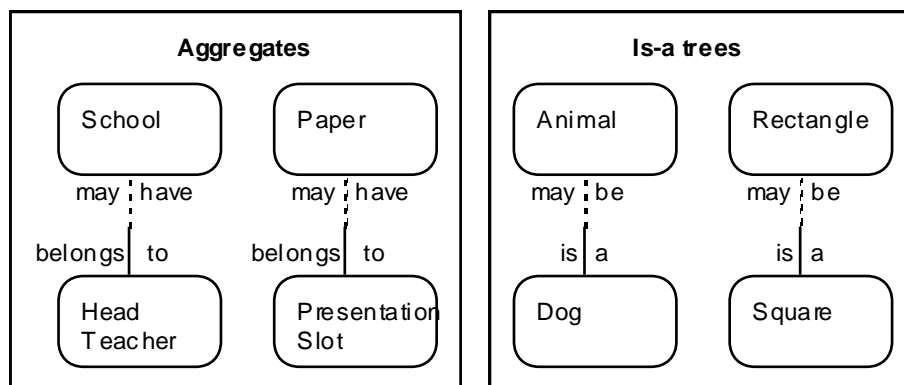 Aggregates
School
Paper
may have
may have
belongs to
belongs to
Head
Teacher
Presentation
Slot
Is-a trees
Animal
Rectangle
may be
may be
is a
is a
Dog
Square